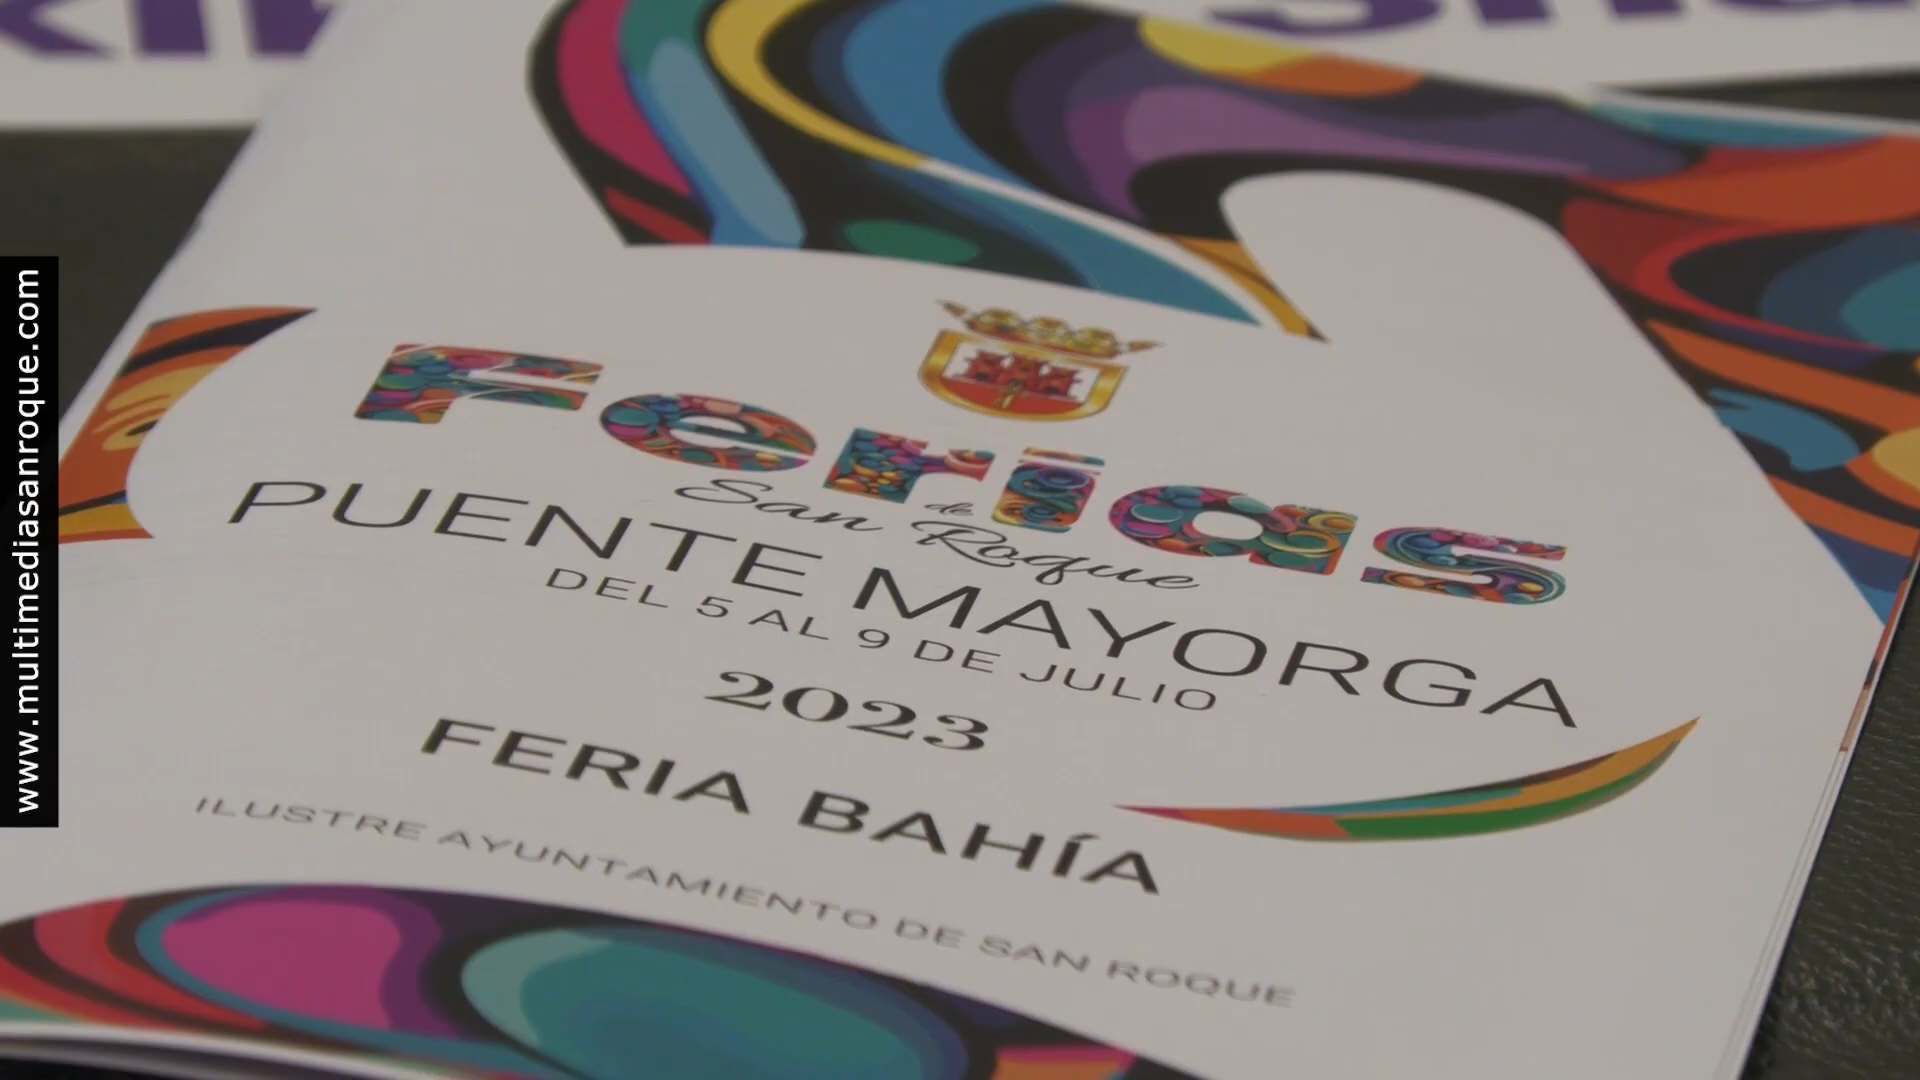 www.multimediasanroque.com
Ferias
de
San Roque
PUENTE MAYORGA
DEL 5 AL 9 DE JULIO
2023
FERIA BAHÍA
ILUSTRE AYUNTAMIENTO DE SAN ROQUE